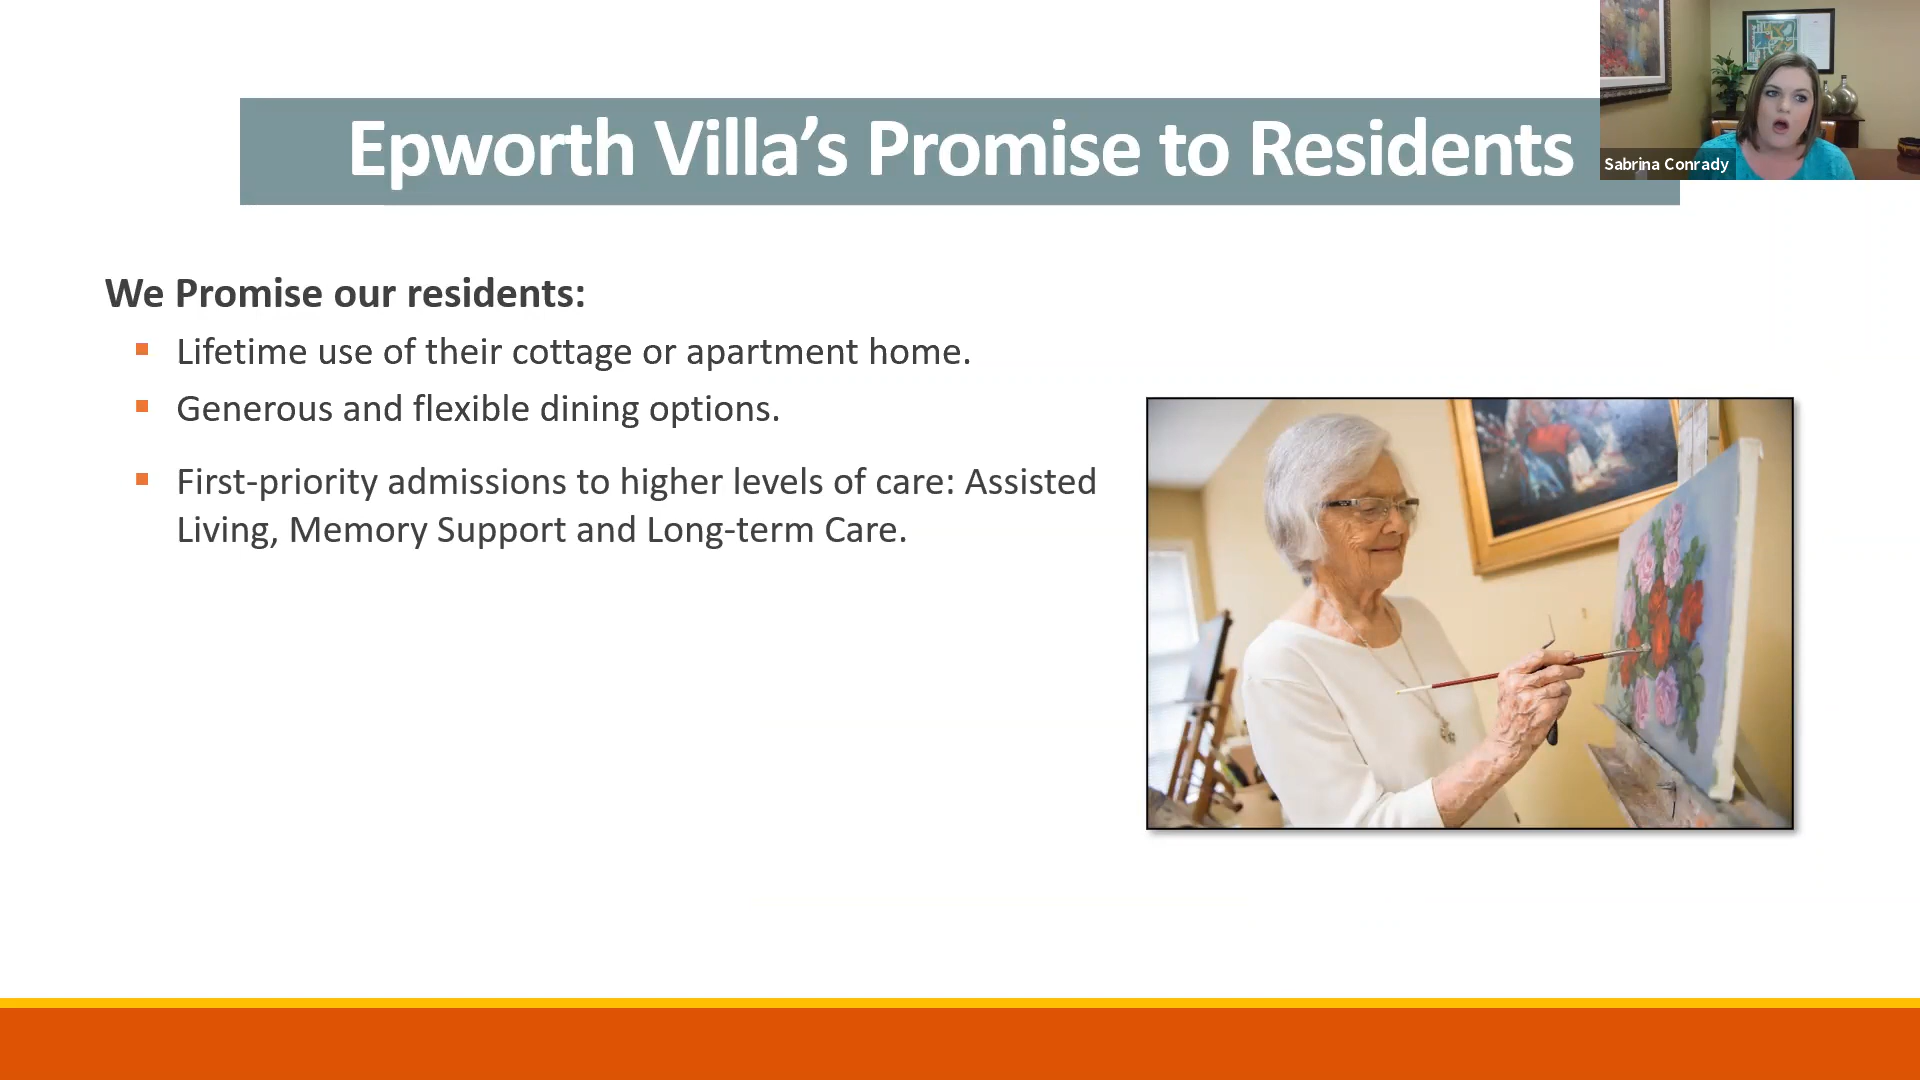 Epworth Villa’s Promise to Residents
Sabrina Conrady
We Promise our residents:
Lifetime use of their cottage or apartment home.
Generous and flexible dining options.
First-priority admissions to higher levels of care: Assisted
Living, Memory Support and Long-term Care.